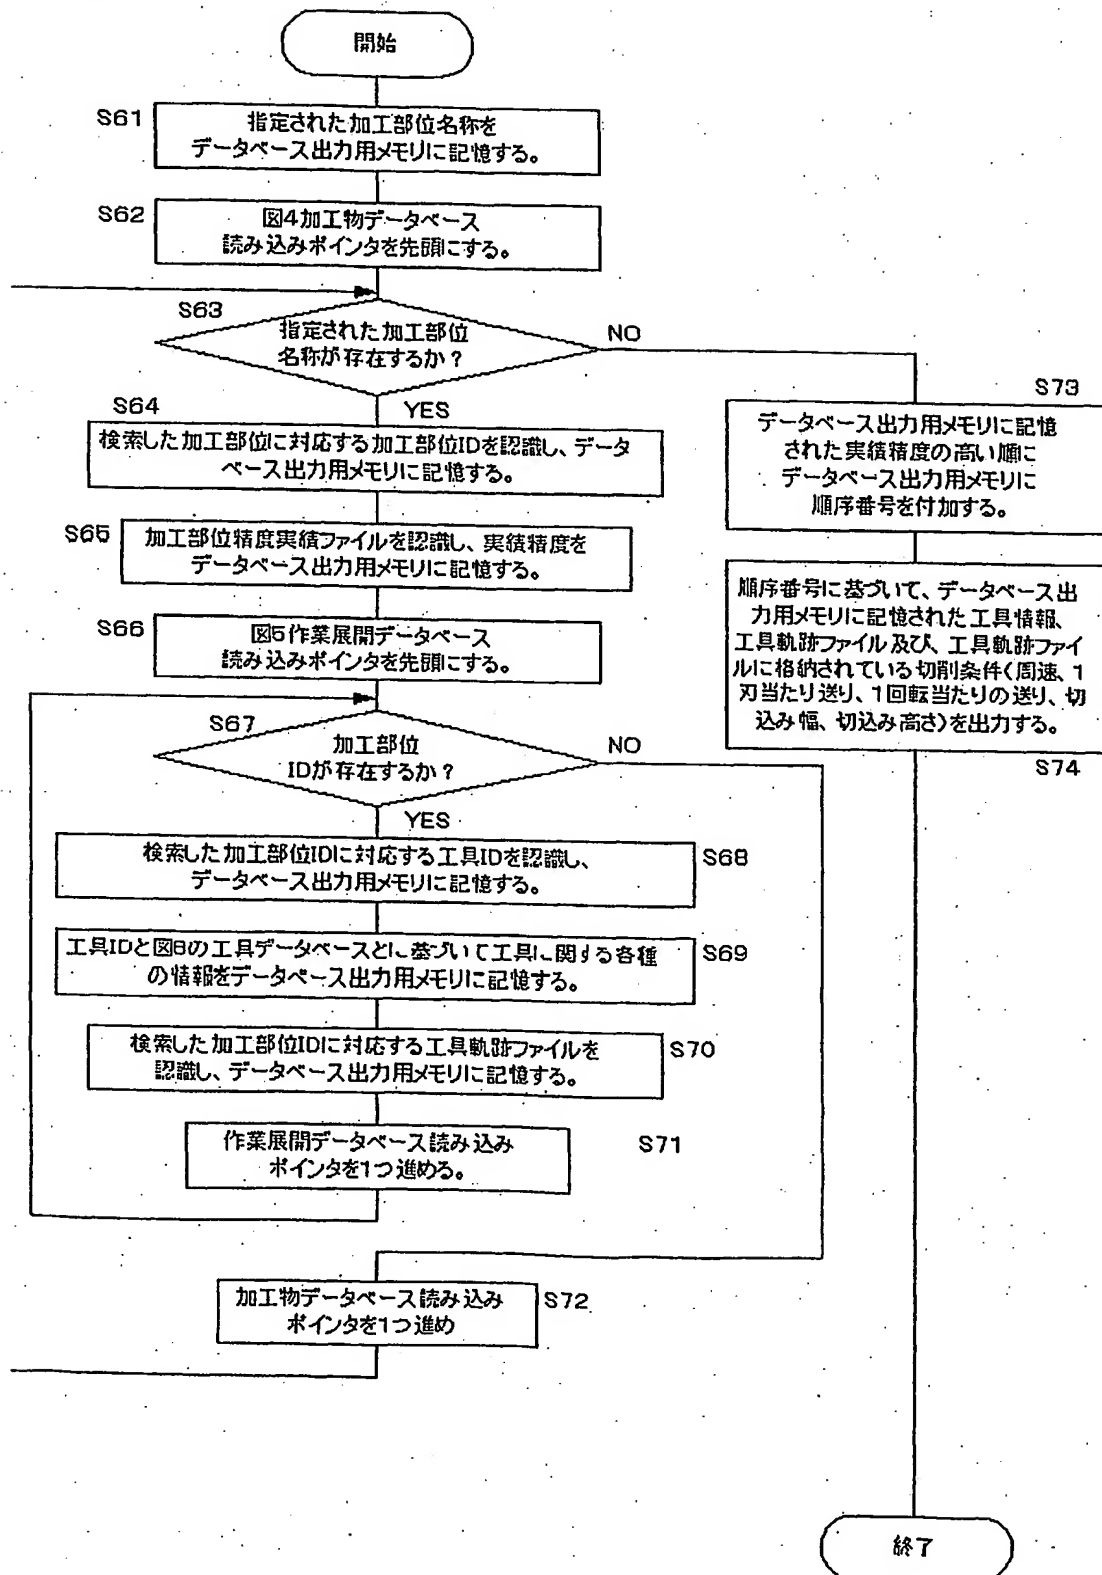 開始
S61
指定された加工部位名称を
データベース出力用メモリに記憶する。
S62
図4加工物データベース
読み込みポインタを先頭にする。
S63
指定された加工部位
名称が存在するか?
NO
YES
S64
検索した加工部位に対応する加工部位IDを認識し、データ
ベース出力用メモリに記憶する。
S65
加工部位精度実績ファイルを認識し、実績精度を
データベース出力用メモリに記憶する。
S66
図5作業展開データベース
読み込みポインタを先頭にする。
S67
加工部位
IDが存在するか?
NO
YES
検索した加工部位IDに対応する工具IDを認識し、
データベース出力用メモリに記憶する。
S68
工具IDと図8の工具データベースとに基づいて工具に関する各種
の情報をデータベース出力用メモリに記憶する。
S69
検索した加工部位IDに対応する工具軌跡ファイルを
認識し、データベース出力用メモリに記憶する。
S70
作業展開データベース読み込み
ポインタを1つ進める。
S71
加工物データベース読み込み
ポインタを1つ進め
S72
S73
データベース出力用メモリに記憶
された実績精度の高い順に
データベース出力用メモリに
順序番号を付加する。
順序番号に基づいて、データベース出
力用メモリに記憶された工具情報、
工具軌跡ファイル及び、工具軌跡ファイ
ルに格納されている切削条件(周速、1
刃当たり送り、1回転当たりの送り、切
込み幅、切込み高さ)を出力する。
S74
終了